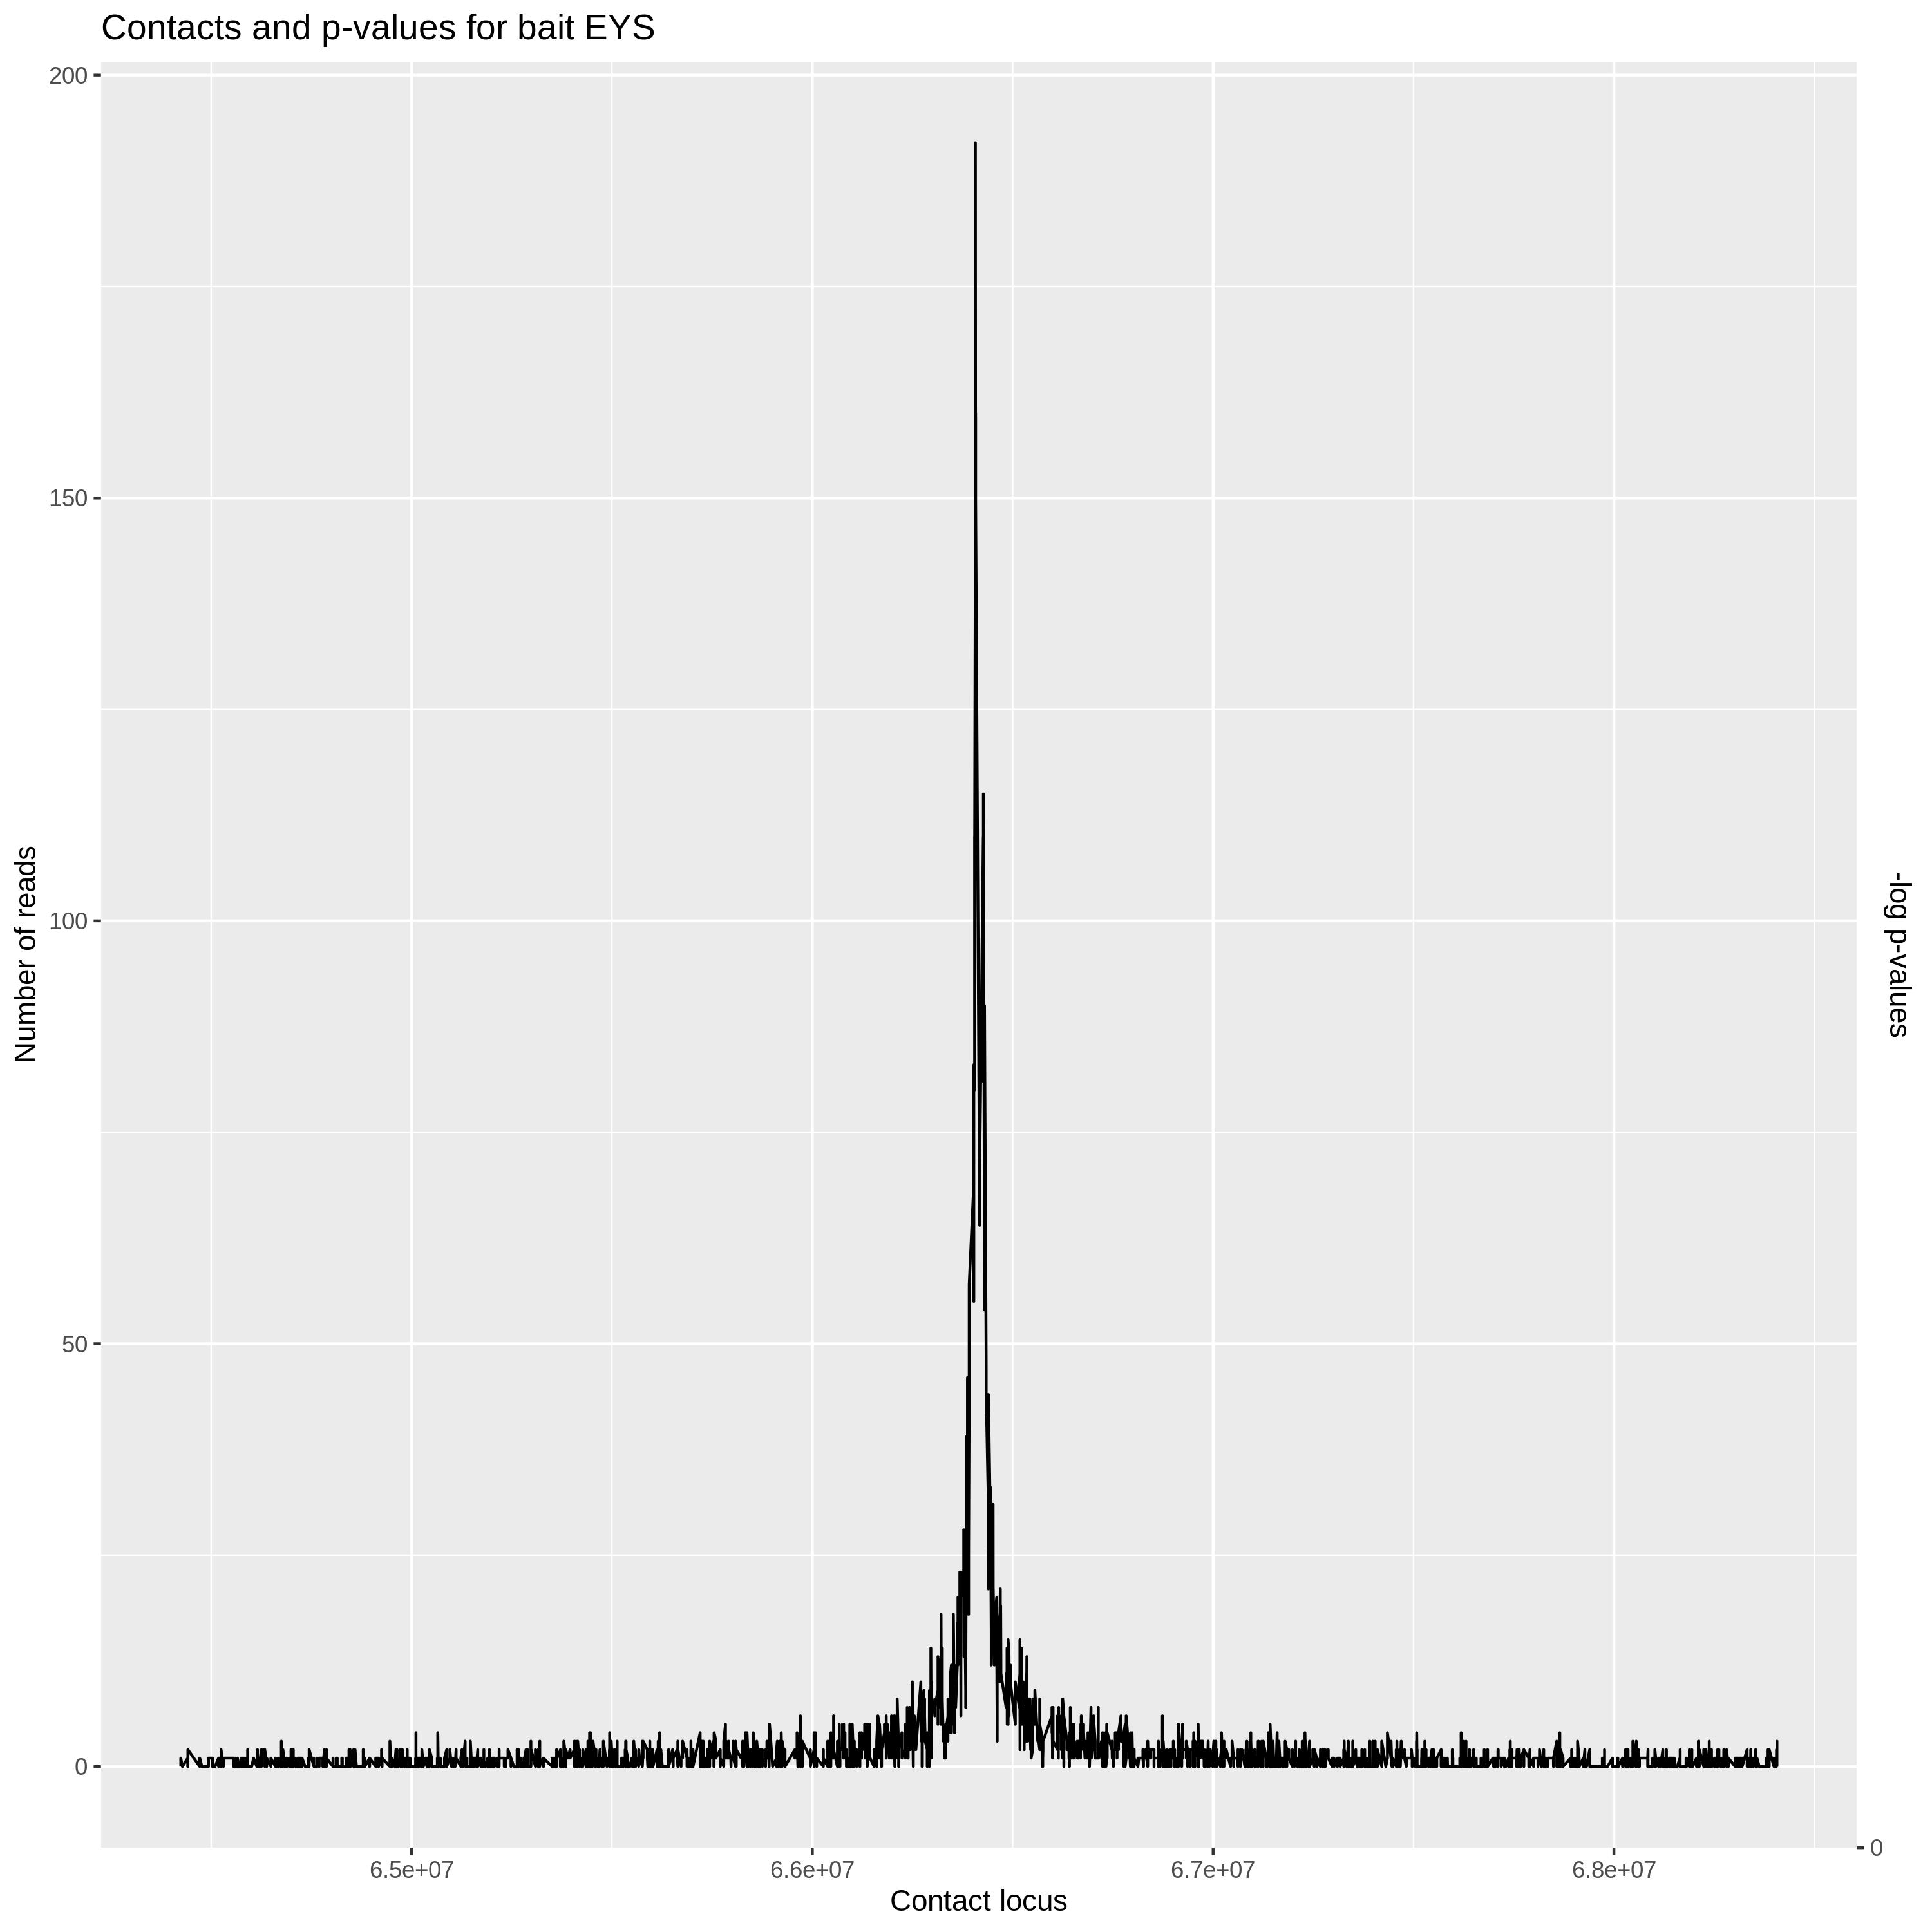 Contacts and p-values for bait EYS
200
150
100
50
0
Number of reads
-log p-values
0
6.5e+07
6.6e+07
6.7e+07
6.8e+07
Contact locus